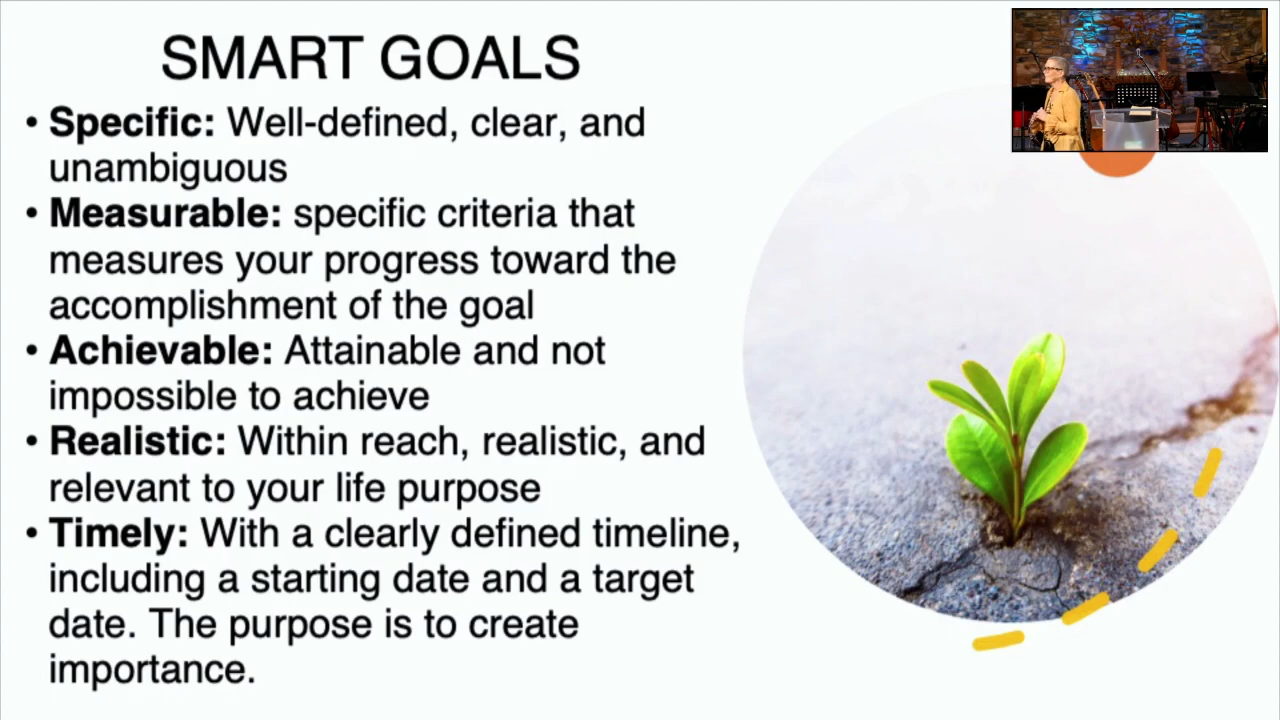 SMART GOALS
• Specific: Well-defined, clear, and
unambiguous
• Measurable: specific criteria that
measures your progress toward the
accomplishment of the goal
• Achievable: Attainable and not
impossible to achieve
• Realistic: Within reach, realistic, and
relevant to your life purpose
• Timely: With a clearly defined timeline,
including a starting date and a target
date. The purpose is to create
importance.